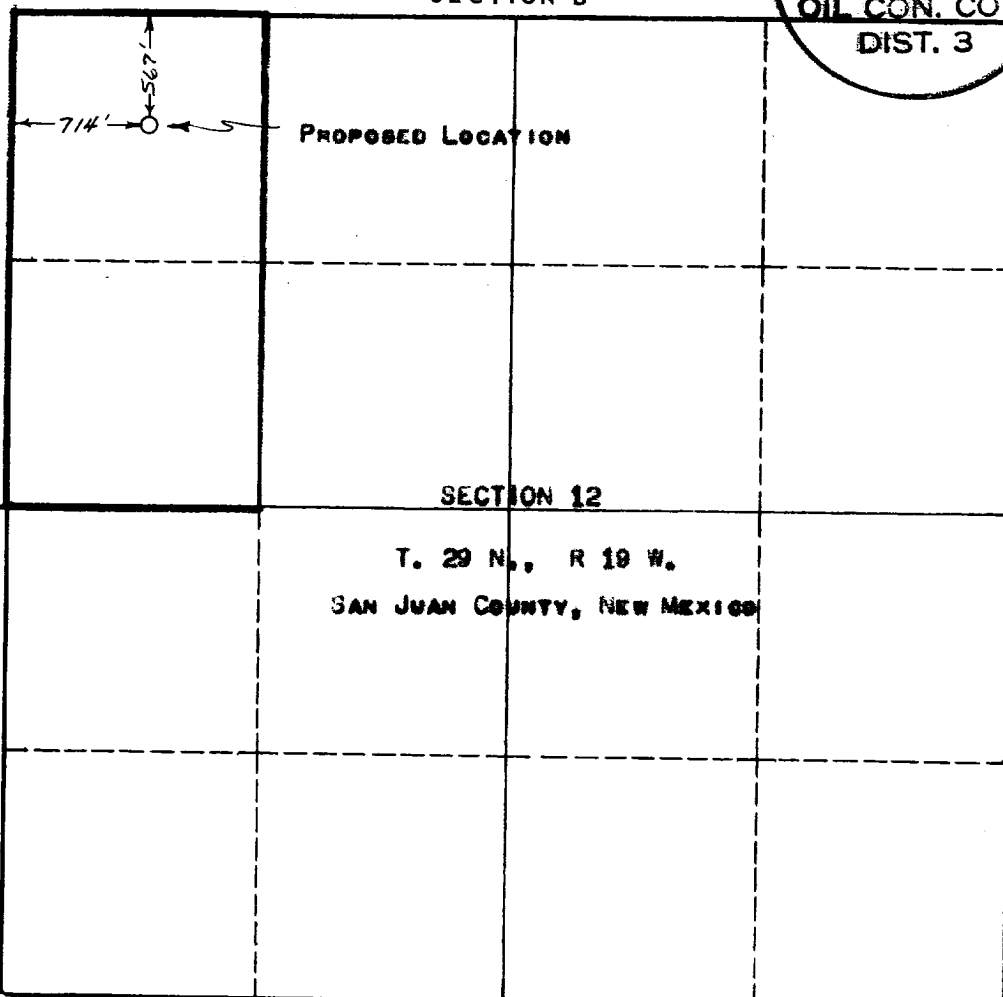 OIL CON. CO
DIST. 3
567'
714'
PROPOSED LOCATION
SECTION 12
T. 29 N., R 19 W.
SAN JUAN COUNTY, NEW MEXICO